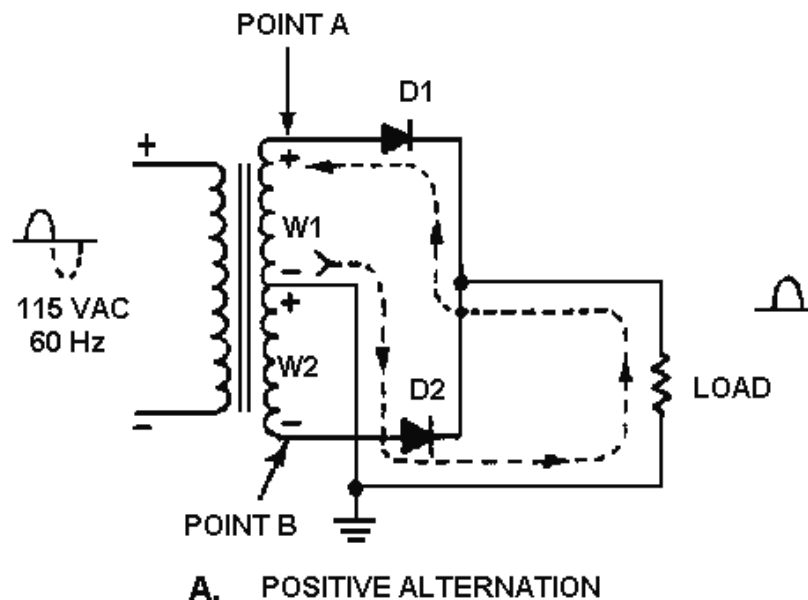 POINT A
D1
+
+
W1
−
115 VAC
60 Hz
+
W2
D2
LOAD
−
−
POINT B
A. POSITIVE ALTERNATION